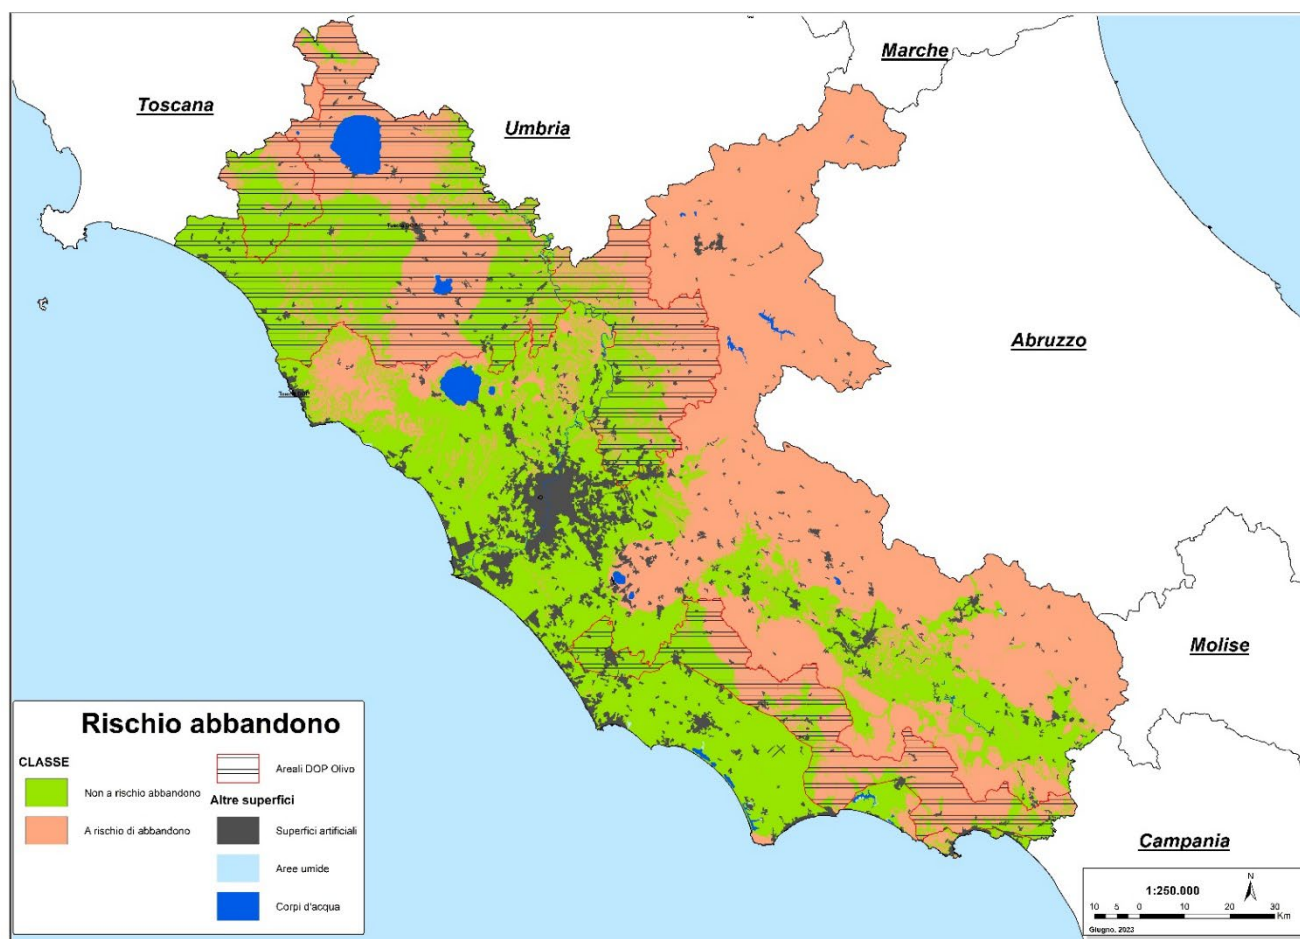 Marche
Toscana
Umbria
Abruzzo
Molise
Campania
Rischio abbandono
CLASSE
Non a rischio abbandono
A rischio di abbandono
Areali DOP Olivo
Altre superfici
Superfici artificiali
Aree umide
Corpi d'acqua
1:250.000
N
10 5 0 10 20 30
Km
Giugno, 2023